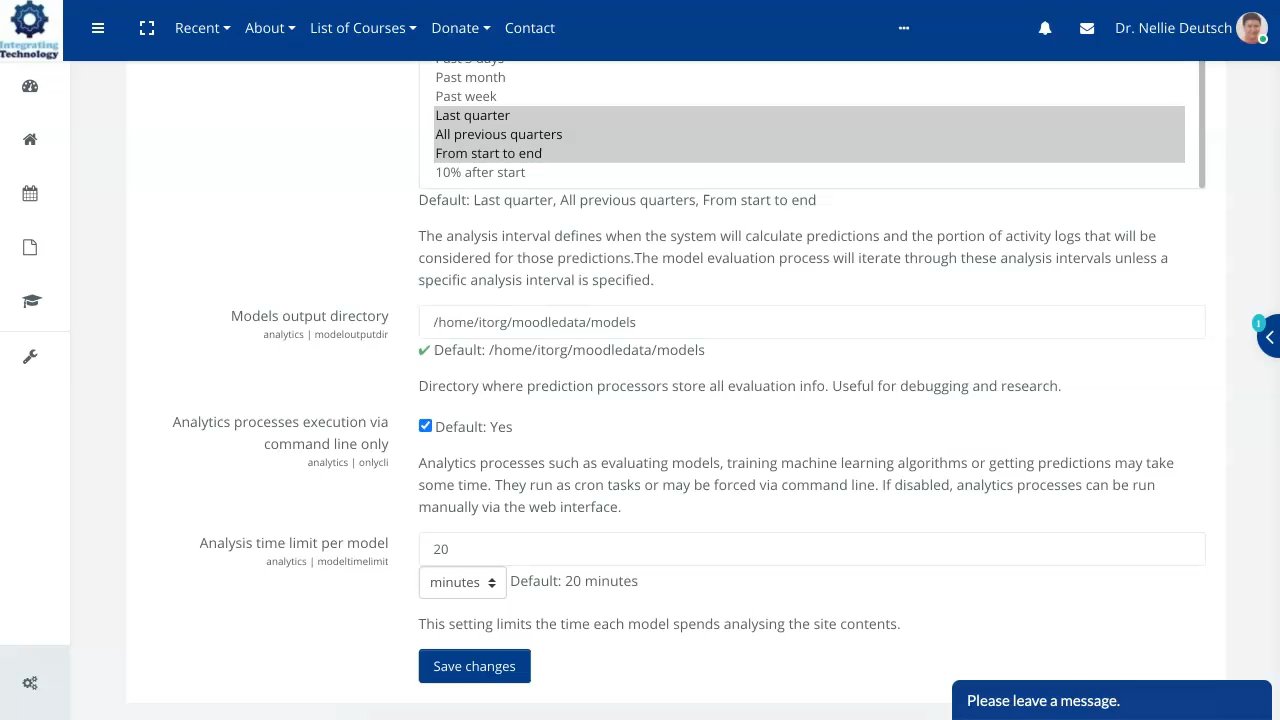 Integrating
Technology
Recent
About
List of Courses
Donate
Contact
Dr. Nellie Deutsch
Past month
Past week
Last quarter
All previous quarters
From start to end
10% after start
Default: Last quarter, All previous quarters, From start to end
The analysis interval defines when the system will calculate predictions and the portion of activity logs that will be
considered for those predictions.The model evaluation process will iterate through these analysis intervals unless a
specific analysis interval is specified.
Models output directory
analytics | modeloutputdir
/home/itorg/moodledata/models
✔ Default: /home/itorg/moodledata/models
Directory where prediction processors store all evaluation info. Useful for debugging and research.
Analytics processes execution via
command line only
analytics | onlycli
Default: Yes
Analytics processes such as evaluating models, training machine learning algorithms or getting predictions may take
some time. They run as cron tasks or may be forced via command line. If disabled, analytics processes can be run
manually via the web interface.
Analysis time limit per model
analytics | modeltimelimit
20
minutes
Default: 20 minutes
This setting limits the time each model spends analysing the site contents.
Save changes
1
Please leave a message.